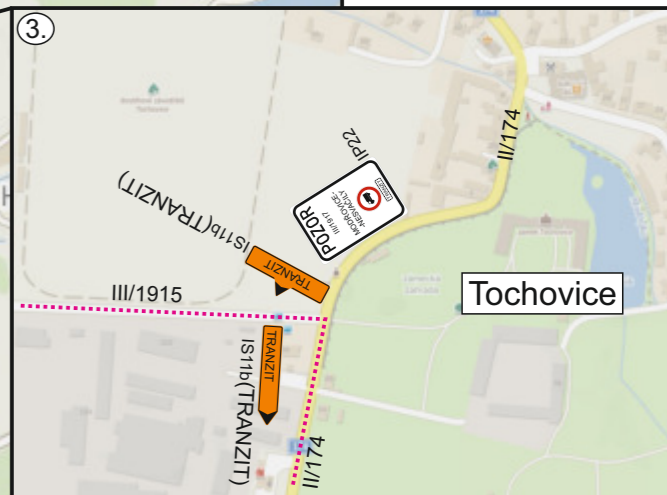 3.
II/174
IP22
POZOR
III/1917
MODŘOVICE-
-NESVAČILY
IS11b(TRANZIT)
TRANZIT
III/1915
Tochovice
TRANZIT
IS11b(TRANZIT)
II/174